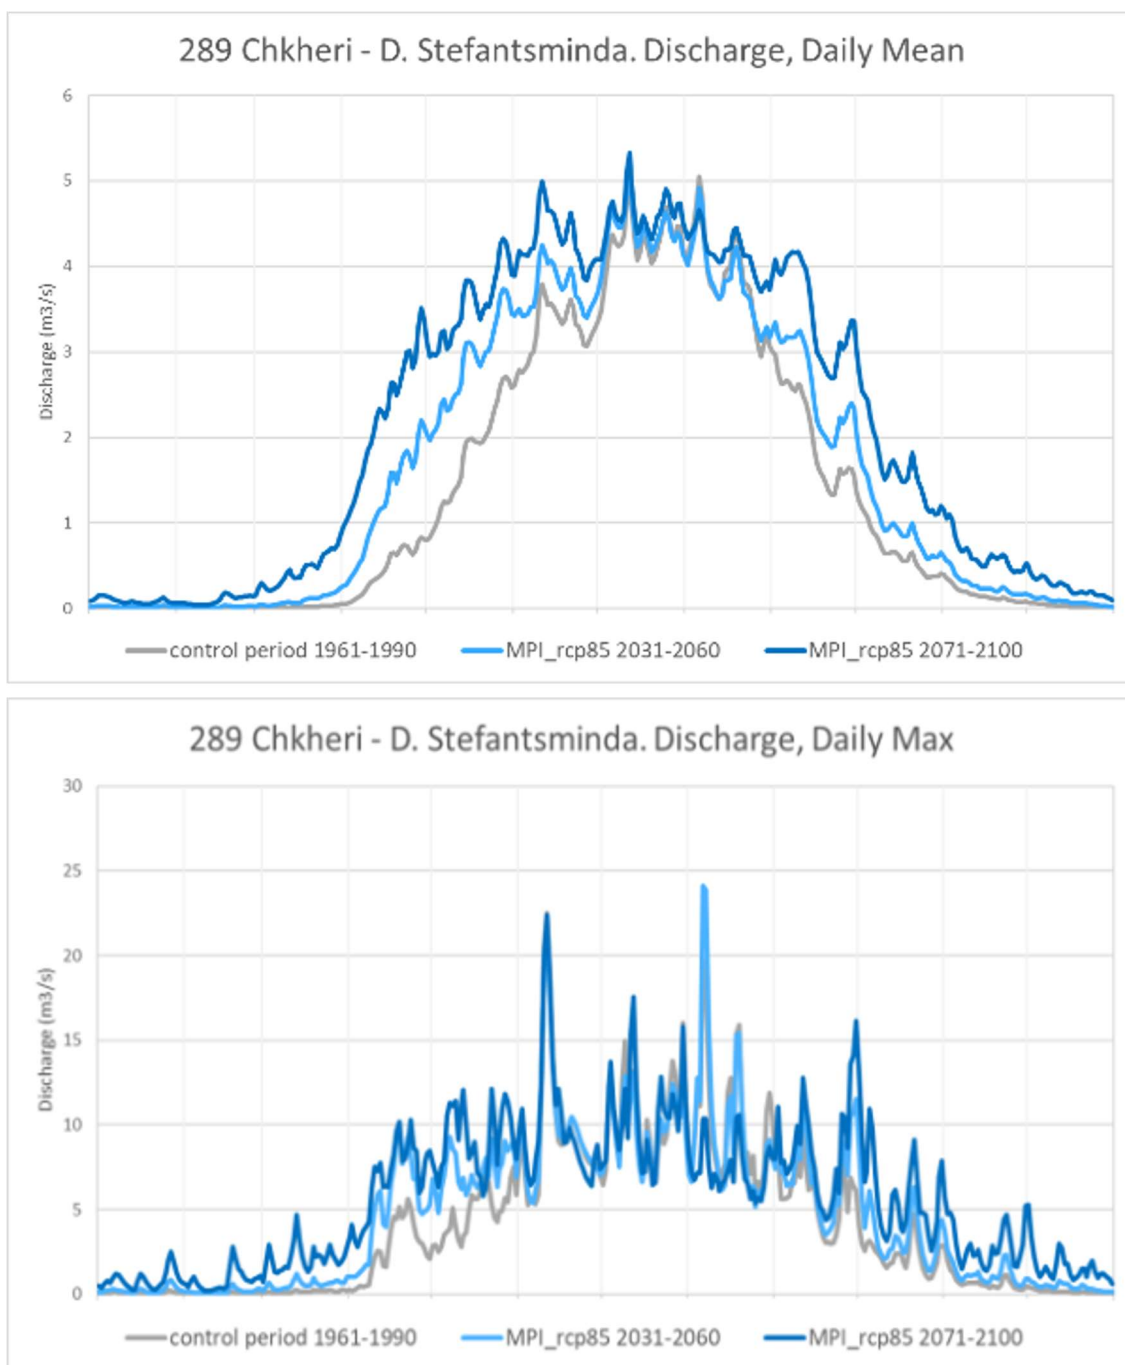 289 Chkheri - D. Stefantsminda. Discharge, Daily Mean
6
5
4
3
2
1
0
Discharge (m3/s)
control period 1961-1990 MPI_rcp85 2031-2060 MPI_rcp85 2071-2100
289 Chkheri - D. Stefantsminda. Discharge, Daily Max
30
25
20
15
10
5
0
Discharge (m3/s)
control period 1961-1990 MPI_rcp85 2031-2060 MPI_rcp85 2071-2100